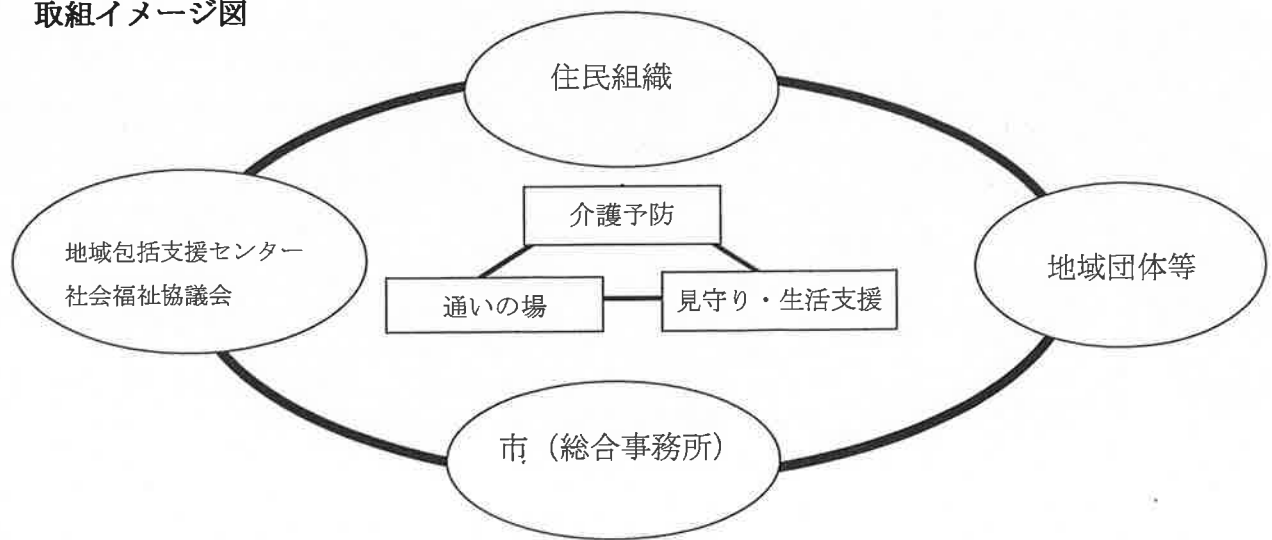 取組イメージ図
住民組織
介護予防
地域包括支援センター
社会福祉協議会
通いの場
見守り・生活支援
地域団体等
市（総合事務所）